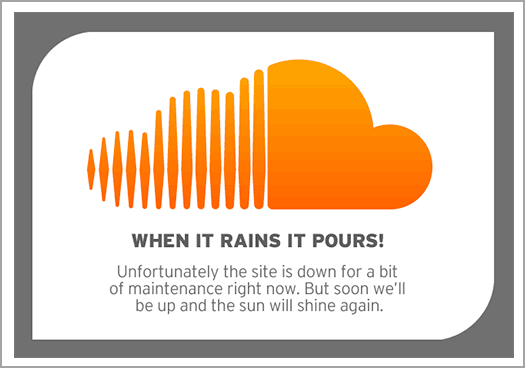 WHEN IT RAINS IT POURS!
Unfortunately the site is down for a bit
of maintenance right now. But soon we'll
be up and the sun will shine again.